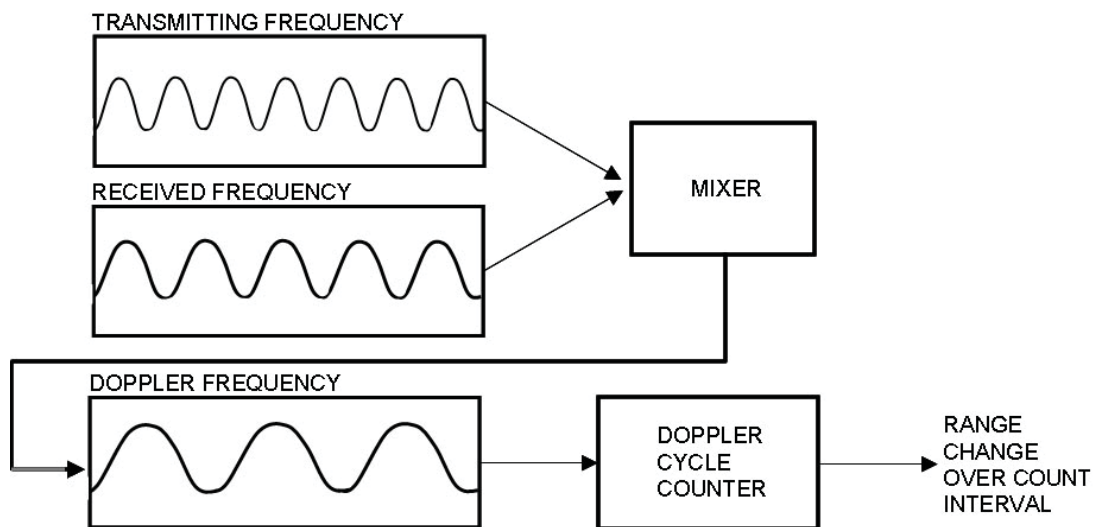 TRANSMITTING FREQUENCY
RECEIVED FREQUENCY
MIXER
DOPPLER FREQUENCY
DOPPLER
CYCLE
COUNTER
RANGE
CHANGE
OVER COUNT
INTERVAL